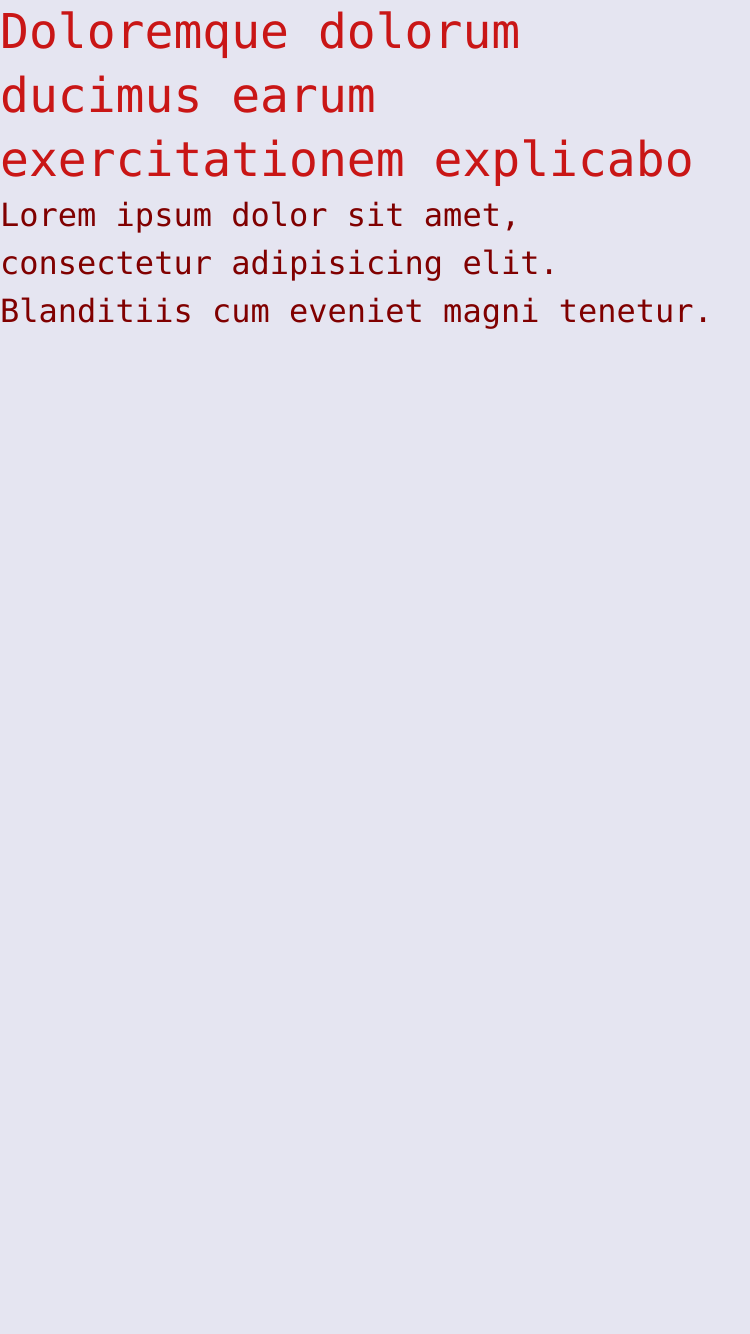 Doloremque dolorum
ducimus earum
exercitationem explicabo
Lorem ipsum dolor sit amet,
consectetur adipisicing elit.
Blanditiis cum eveniet magni tenetur.